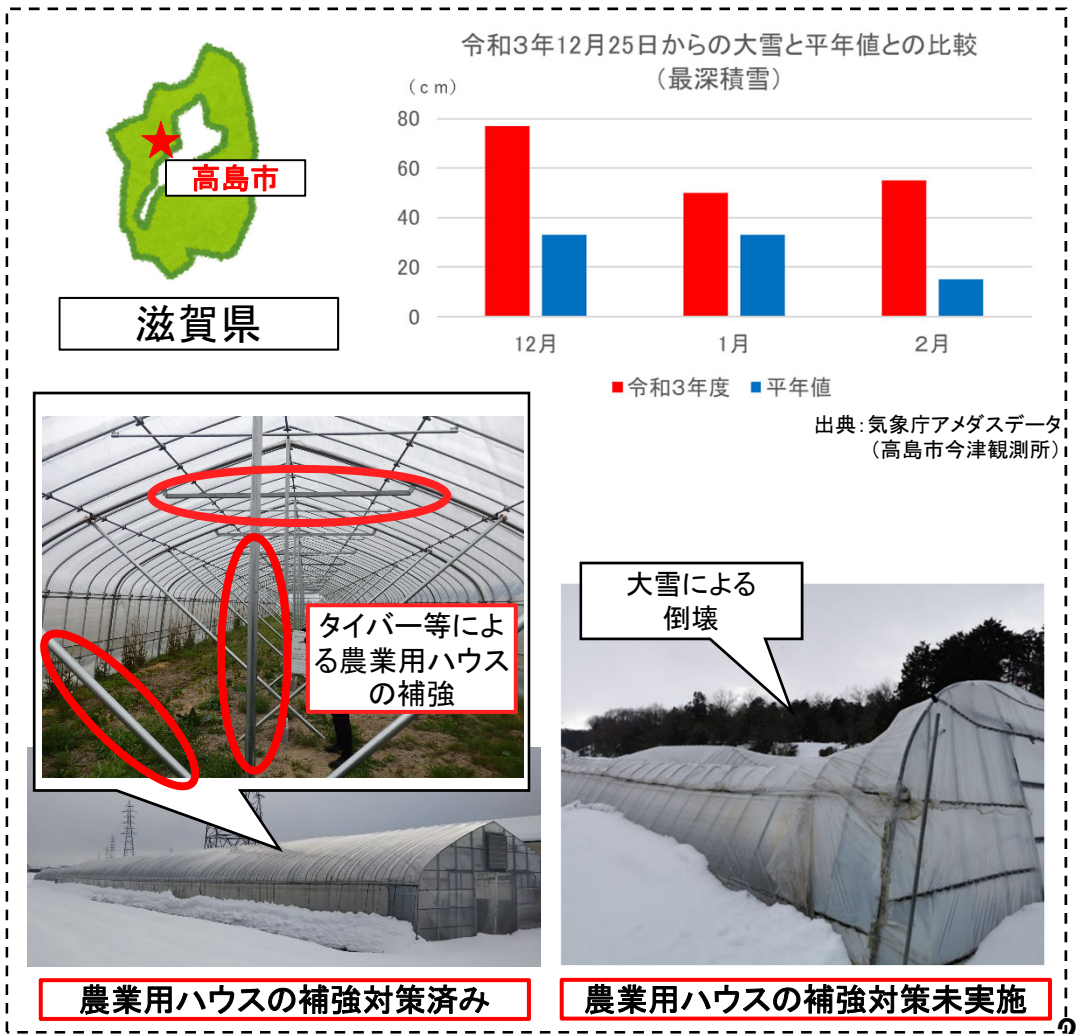 令和3年12月25日からの大雪と平年値との比較
（最深積雪）
（cm）
80
60
40
20
0
12月
1月
2月
令和3年度
平年値
出典：気象庁アメダスデータ
（高島市今津観測所）
高島市
滋賀県
タイバー等によ
る農業用ハウス
の補強
大雪による
倒壊
農業用ハウスの補強対策済み
農業用ハウスの補強対策未実施